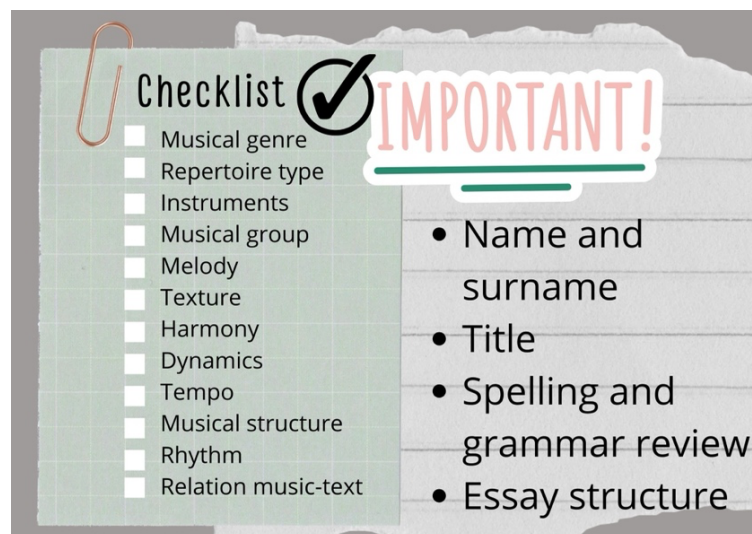 Checklist
Musical genre
Repertoire type
Instruments
Musical group
Melody
Texture
Harmony
Dynamics
Tempo
Musical structure
Rhythm
Relation music-text
IMPORTANT!
• Name and
surname
• Title
• Spelling and
grammar review
• Essay structure